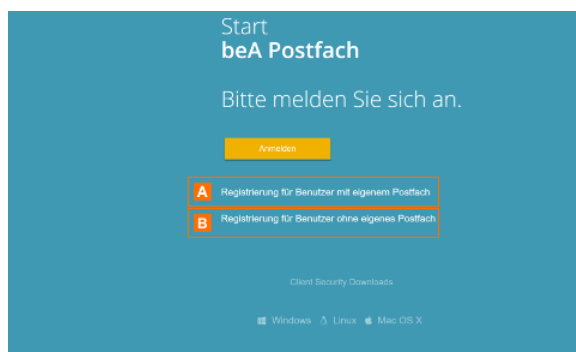 Start
beA Postfach
Bitte melden Sie sich an.
Anmelden
A Registrierung für Benutzer mit eigenem Postfach
B Registrierung für Benutzer ohne eigenes Postfach
Client Security Downloads
Windows Linux Mac OS X